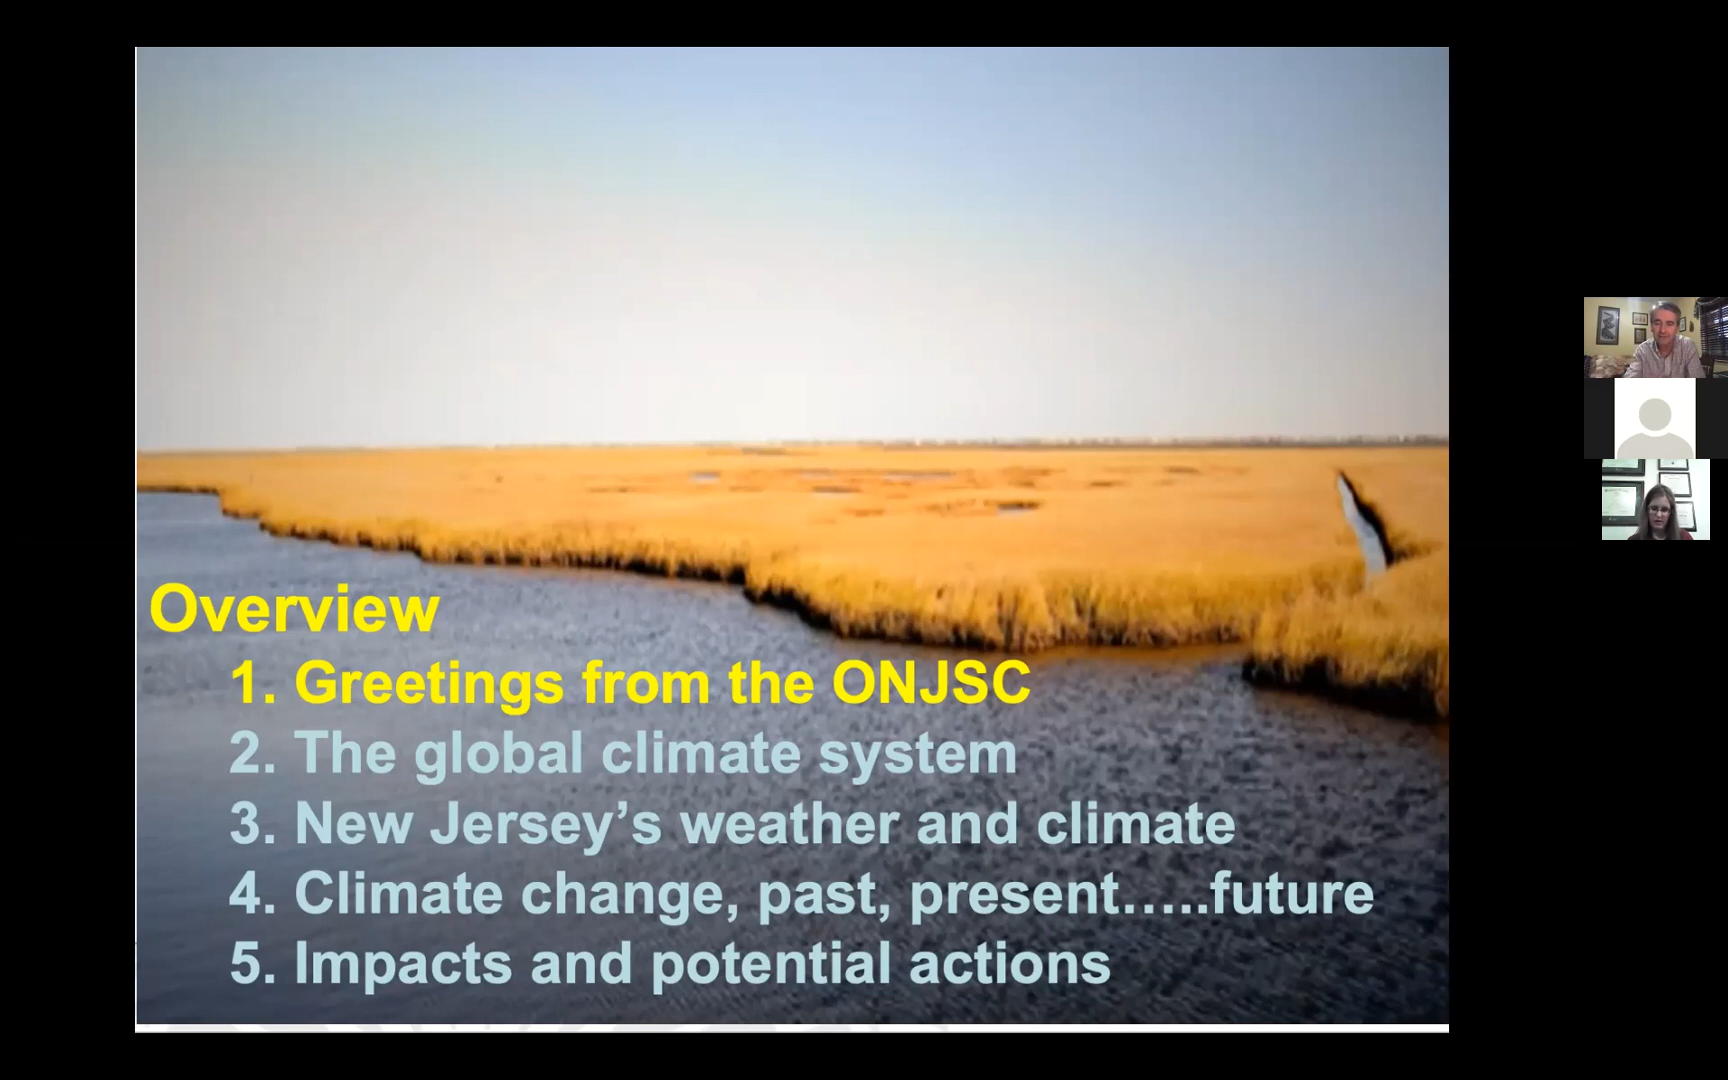 Overview
1. Greetings from the ONJSC
2. The global climate system
3. New Jersey’s weather and climate
4. Climate change, past, present…..future
5. Impacts and potential actions